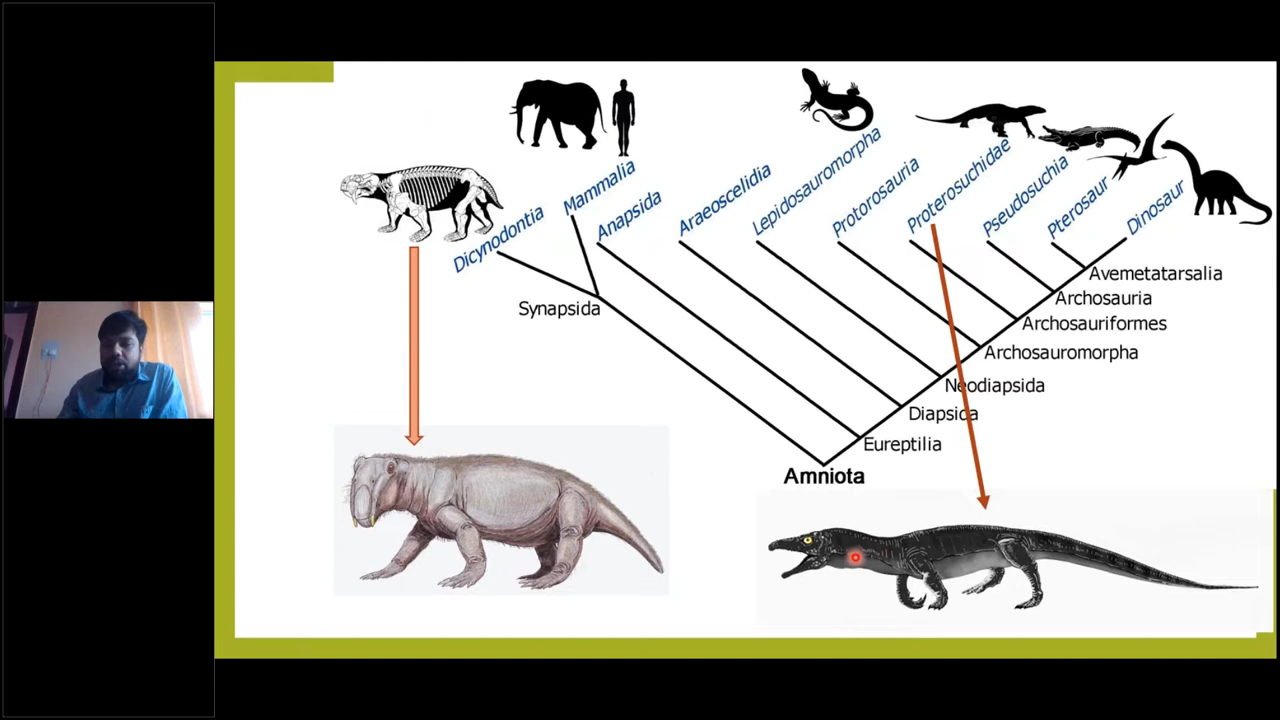 Dicynodontia
Mammalia
Anapsida
Araeoscelidia
Lepidosauromorpha
Protorosauria
Proterosuchidae
Pseudosuchia
Pterosaur
Dinosaur
Synapsida
Avemetatarsalia
Archosauria
Archosauriformes
Archosauromorpha
Neodiapsida
Diapsida
Eureptilia
Amniota